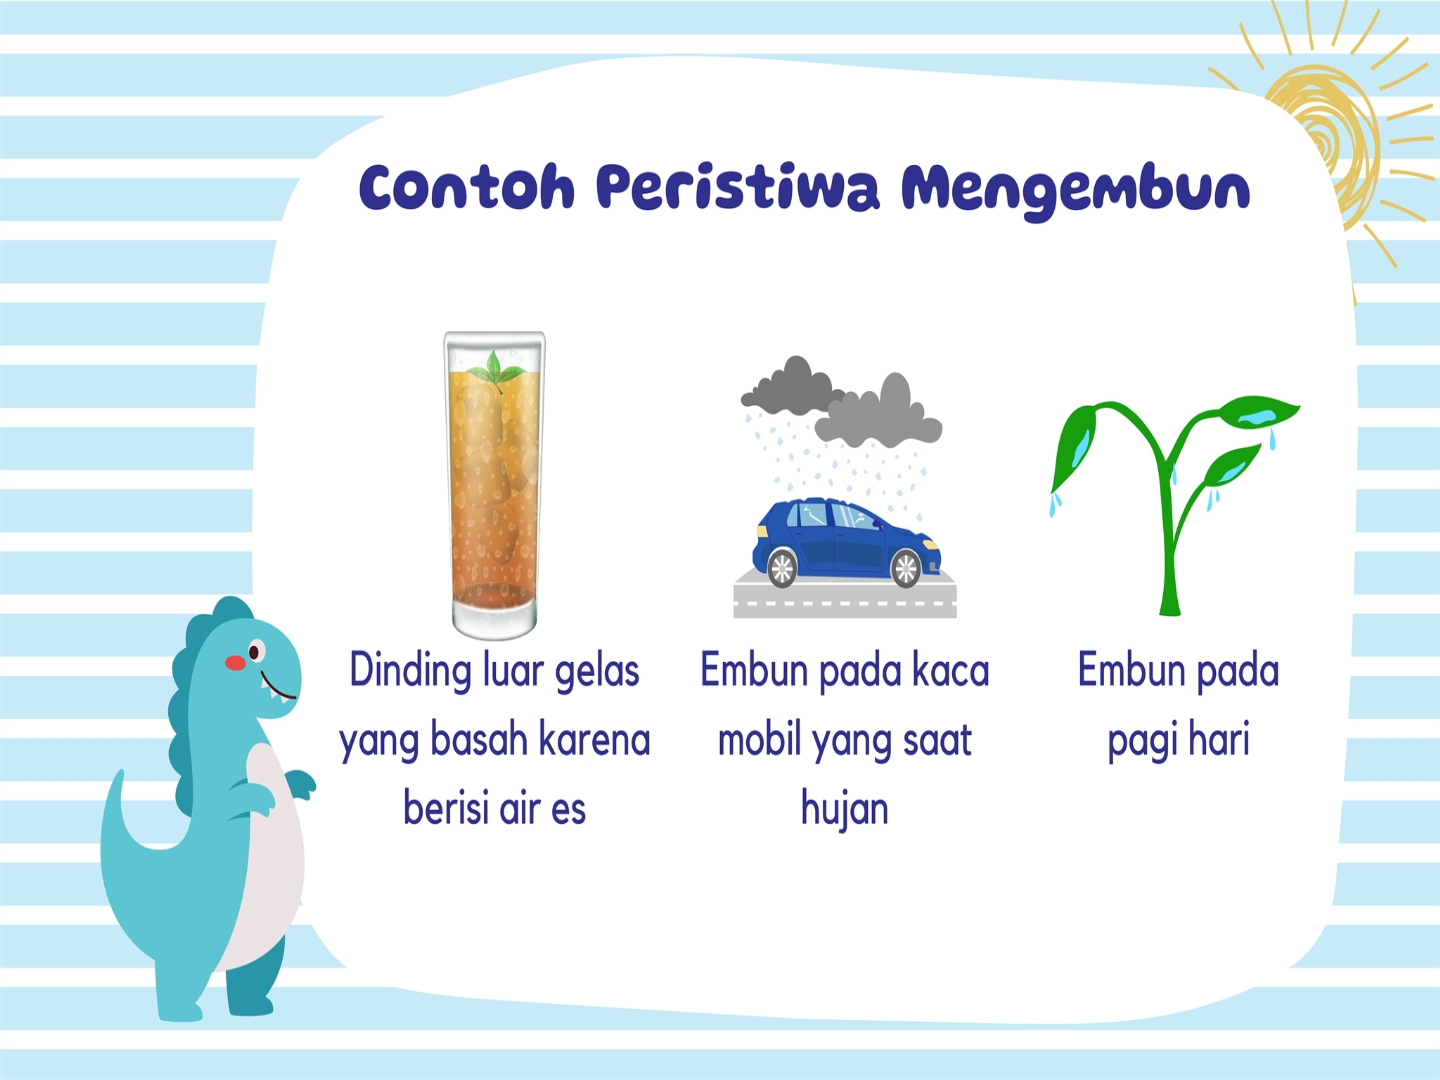 Contoh Peristiwa Mengembun
Dinding luar gelas
yang basah karena
berisi air es
Embun pada kaca
mobil yang saat
hujan
Embun pada
pagi hari